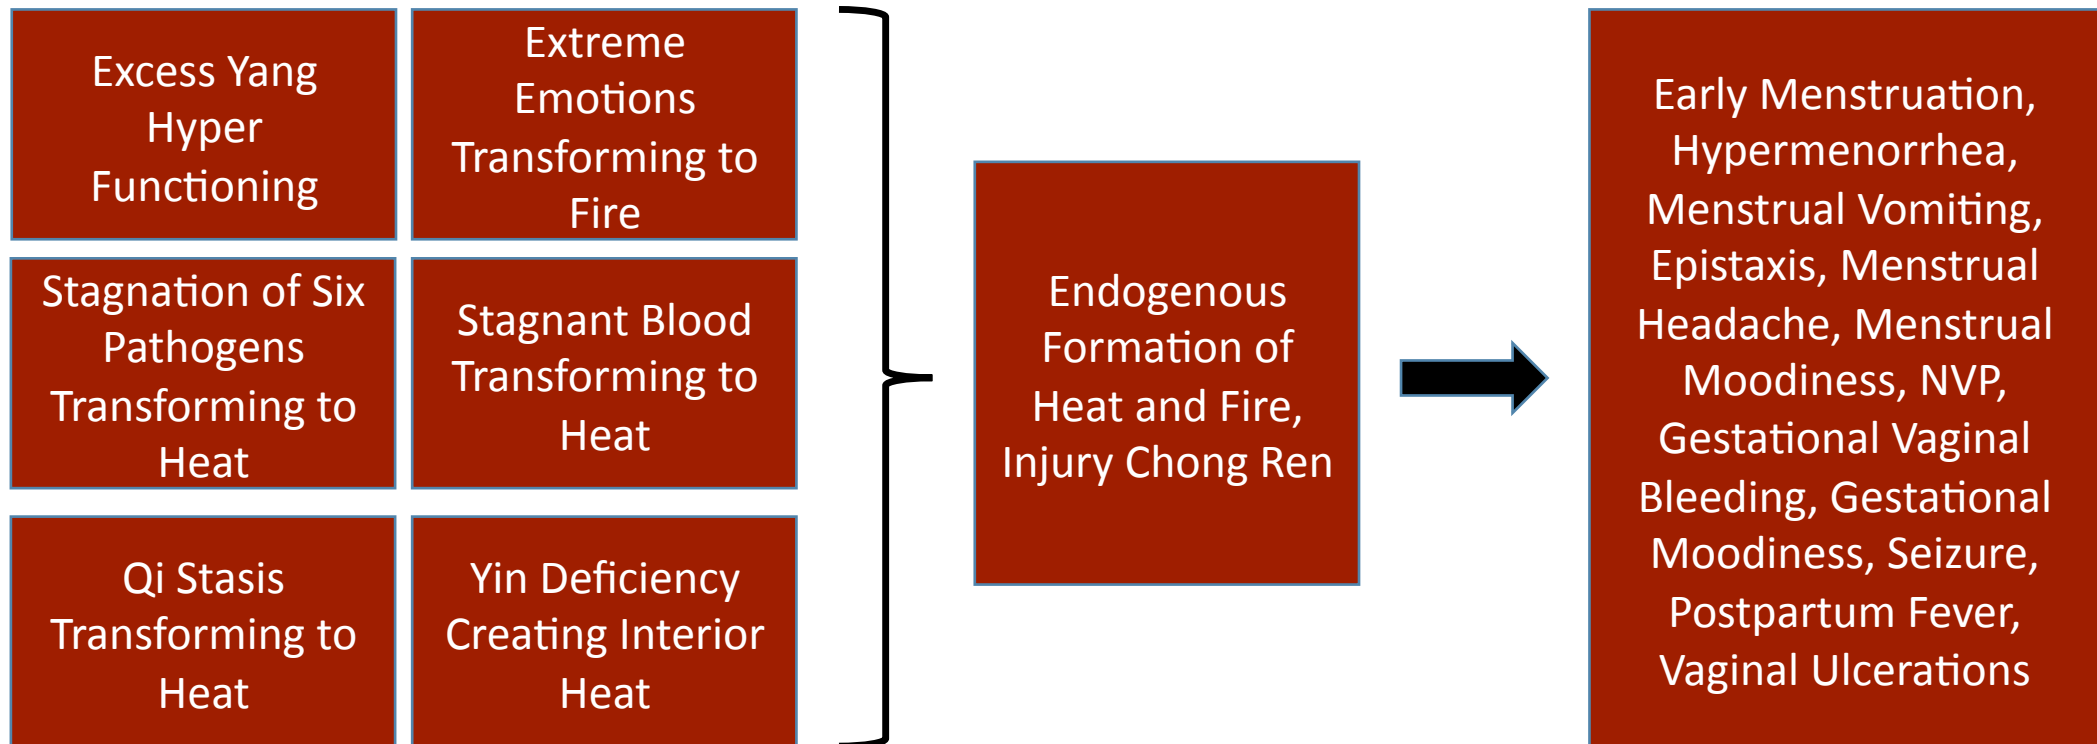 Excess Yang
Hyper
Functioning
Extreme
Emotions
Transforming to
Fire
Stagnation of Six
Pathogens
Transforming to
Heat
Stagnant Blood
Transforming to
Heat
Qi Stasis
Transforming to
Heat
Yin Deficiency
Creating Interior
Heat
Endogenous
Formation of
Heat and Fire,
Injury Chong Ren
Early Menstruation,
Hypermenorrhea,
Menstrual Vomiting,
Epistaxis, Menstrual
Headache, Menstrual
Moodiness, NVP,
Gestational Vaginal
Bleeding, Gestational
Moodiness, Seizure,
Postpartum Fever,
Vaginal Ulcerations